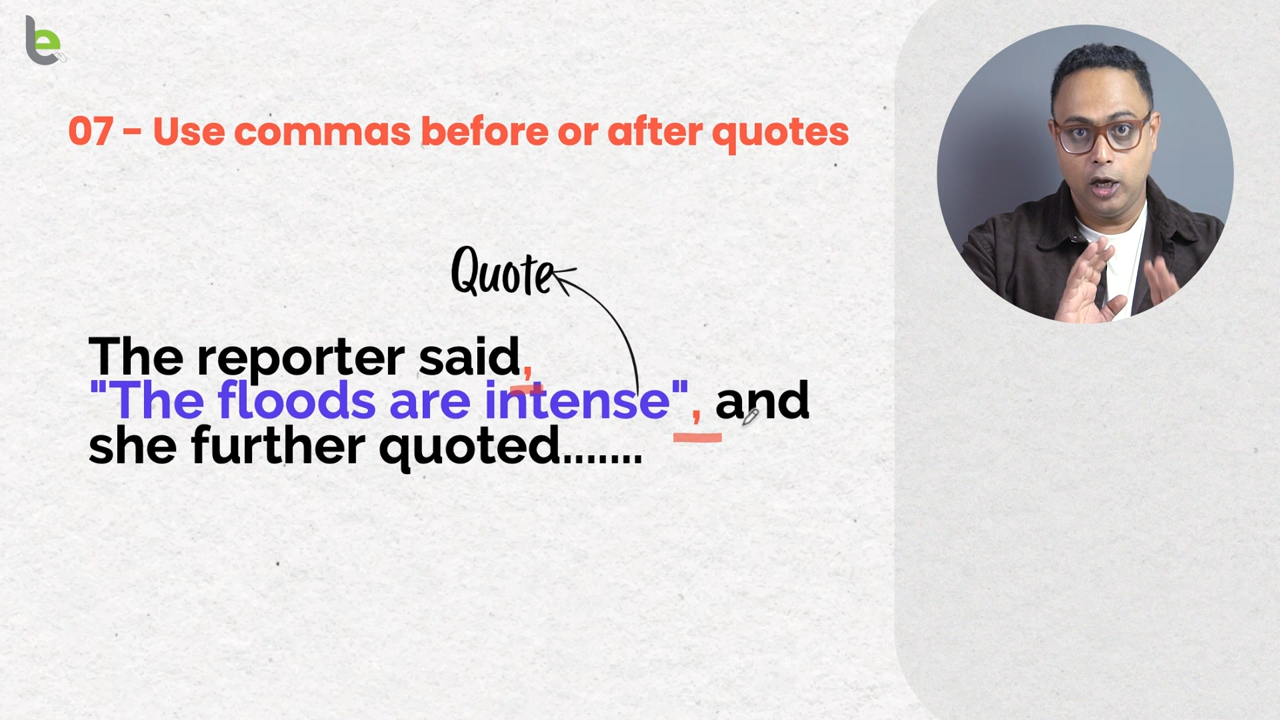 07 - Use commas before or after quotes
Quote
The reporter said,
"The floods are intense", and
she further quoted.......